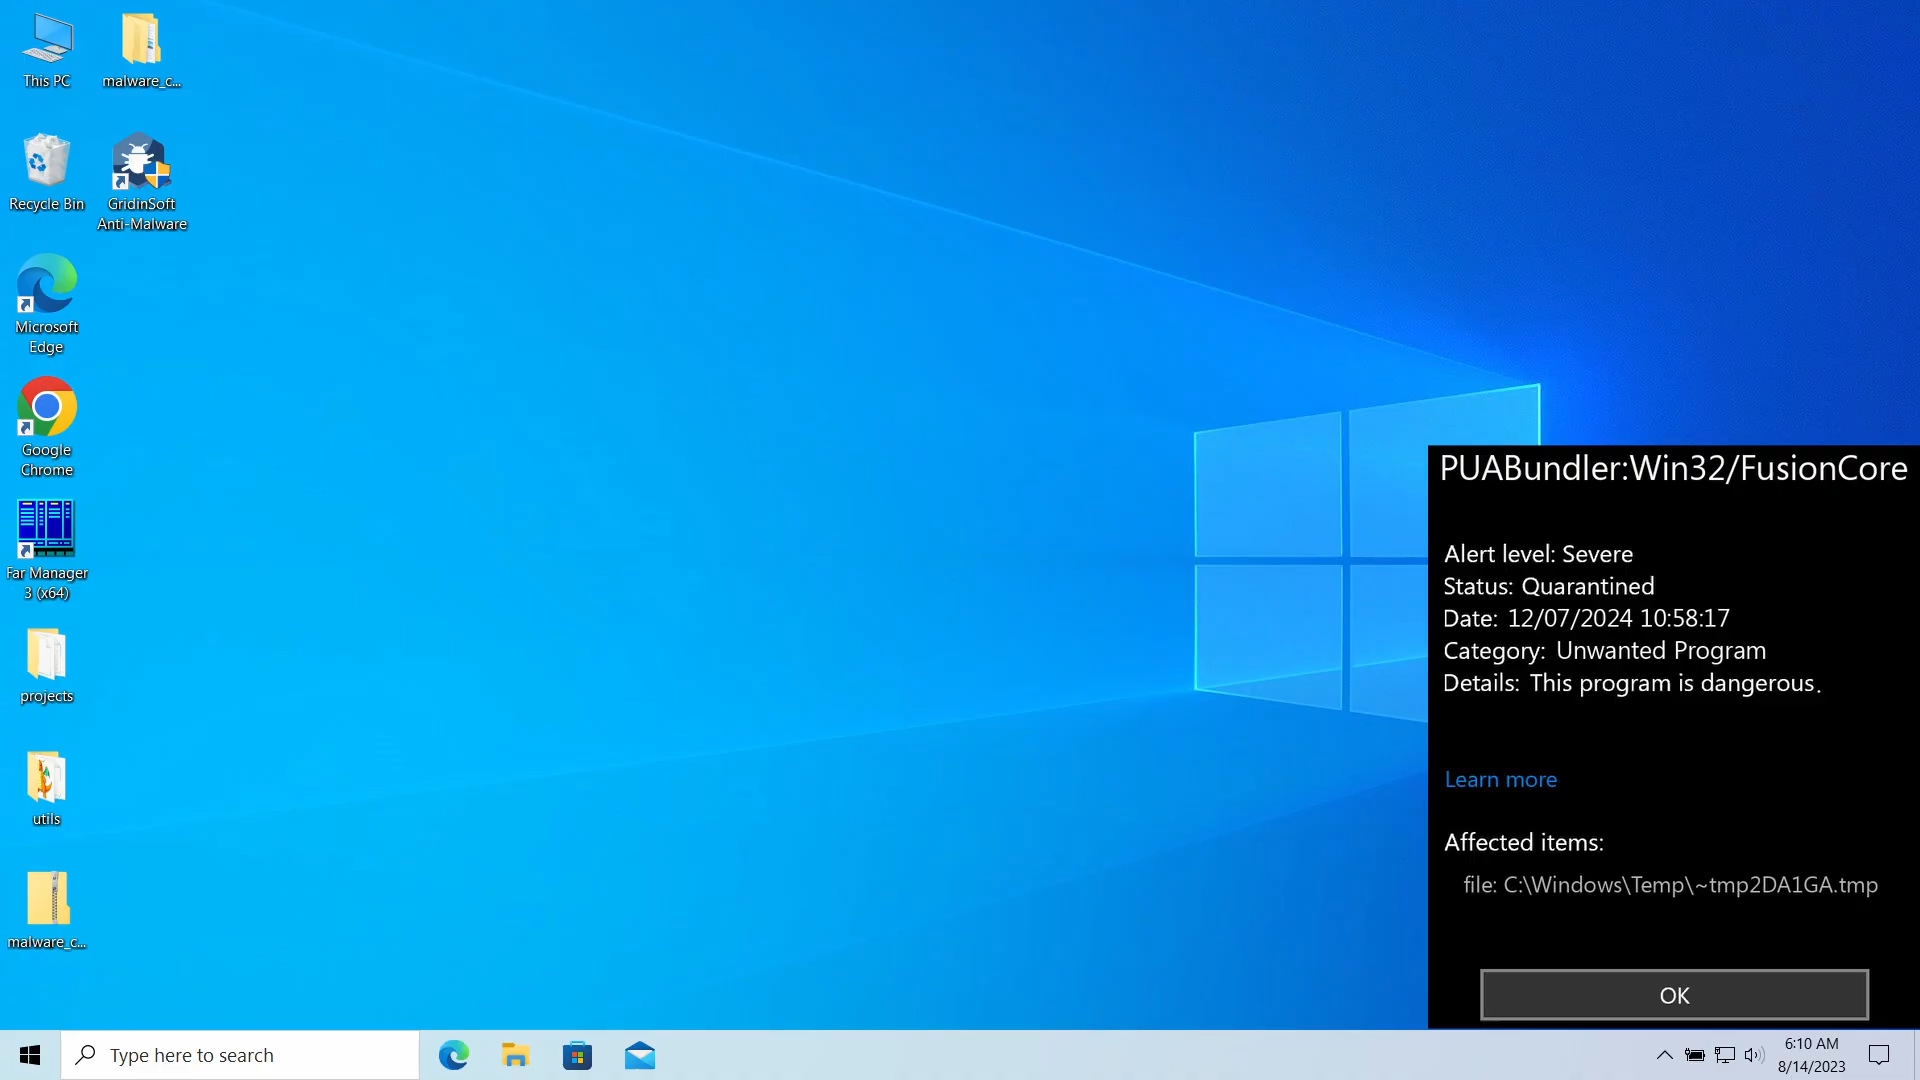 This PC
malware_c...
Recycle Bin
GridinSoft
Anti-Malware
Microsoft
Edge
Google
Chrome
Far Manager
3 (x64)
projects
utils
malware_c...
PUABundler:Win32/FusionCore
Alert level: Severe
Status: Quarantined
Date: 12/07/2024 10:58:17
Category: Unwanted Program
Details: This program is dangerous.
Learn more
Affected items:
file: C:\Windows\Temp\~tmp2DA1GA.tmp
OK
Type here to search
6:10 AM
8/14/2023